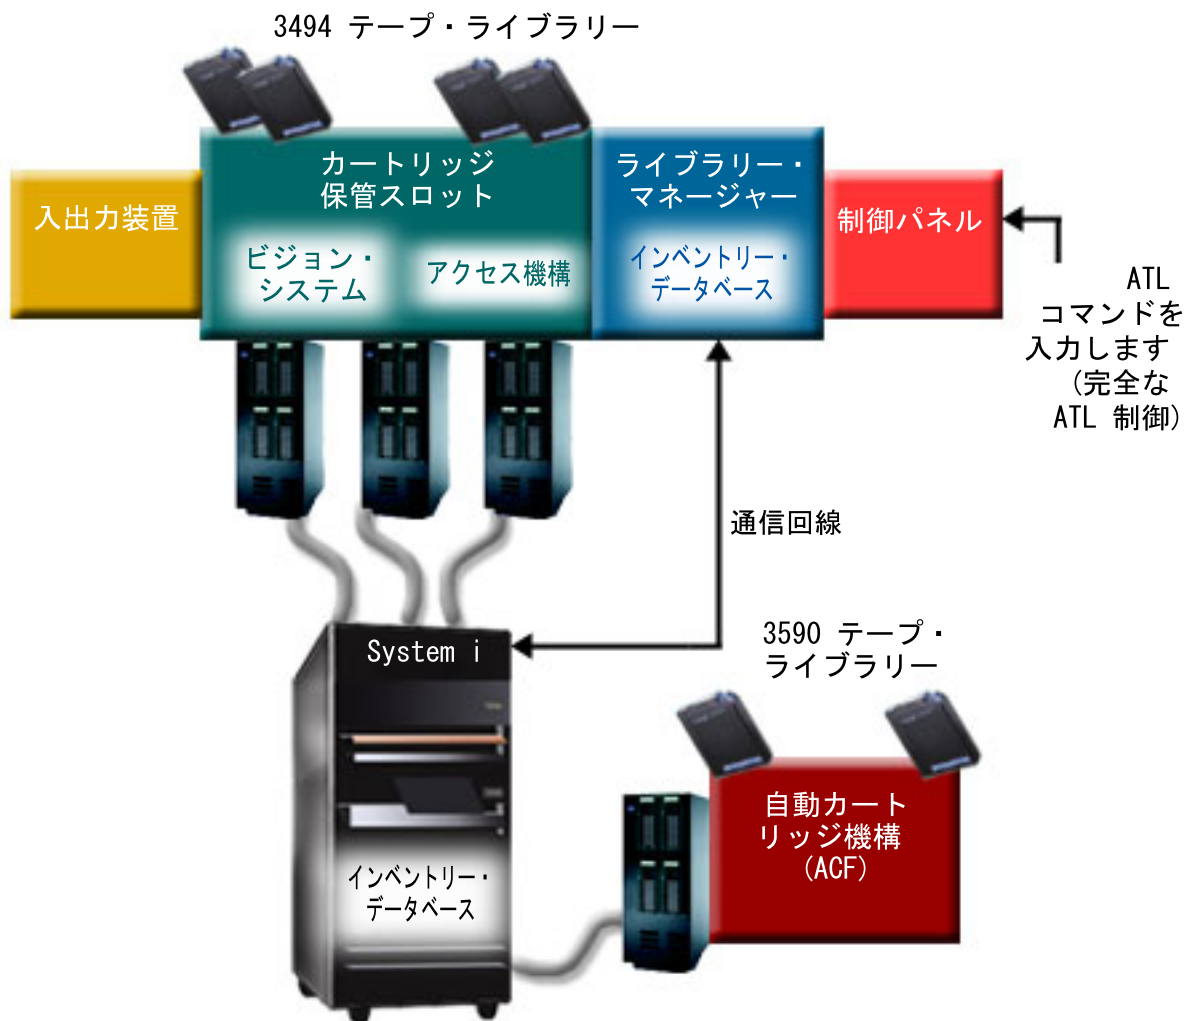 3494 テープ・ライブラリー
カートリッジ
保管スロット
ライブラリー・
マネージャー
入出力装置
制御パネル
ビジョン・
システム
アクセス機構
インベントリー・
データベース
ATL
コマンドを
入力します
(完全な
ATL 制御)
通信回線
3590 テープ・
ライブラリー
System i
自動カート
リッジ機構
(ACF)
インベントリー・
データベース